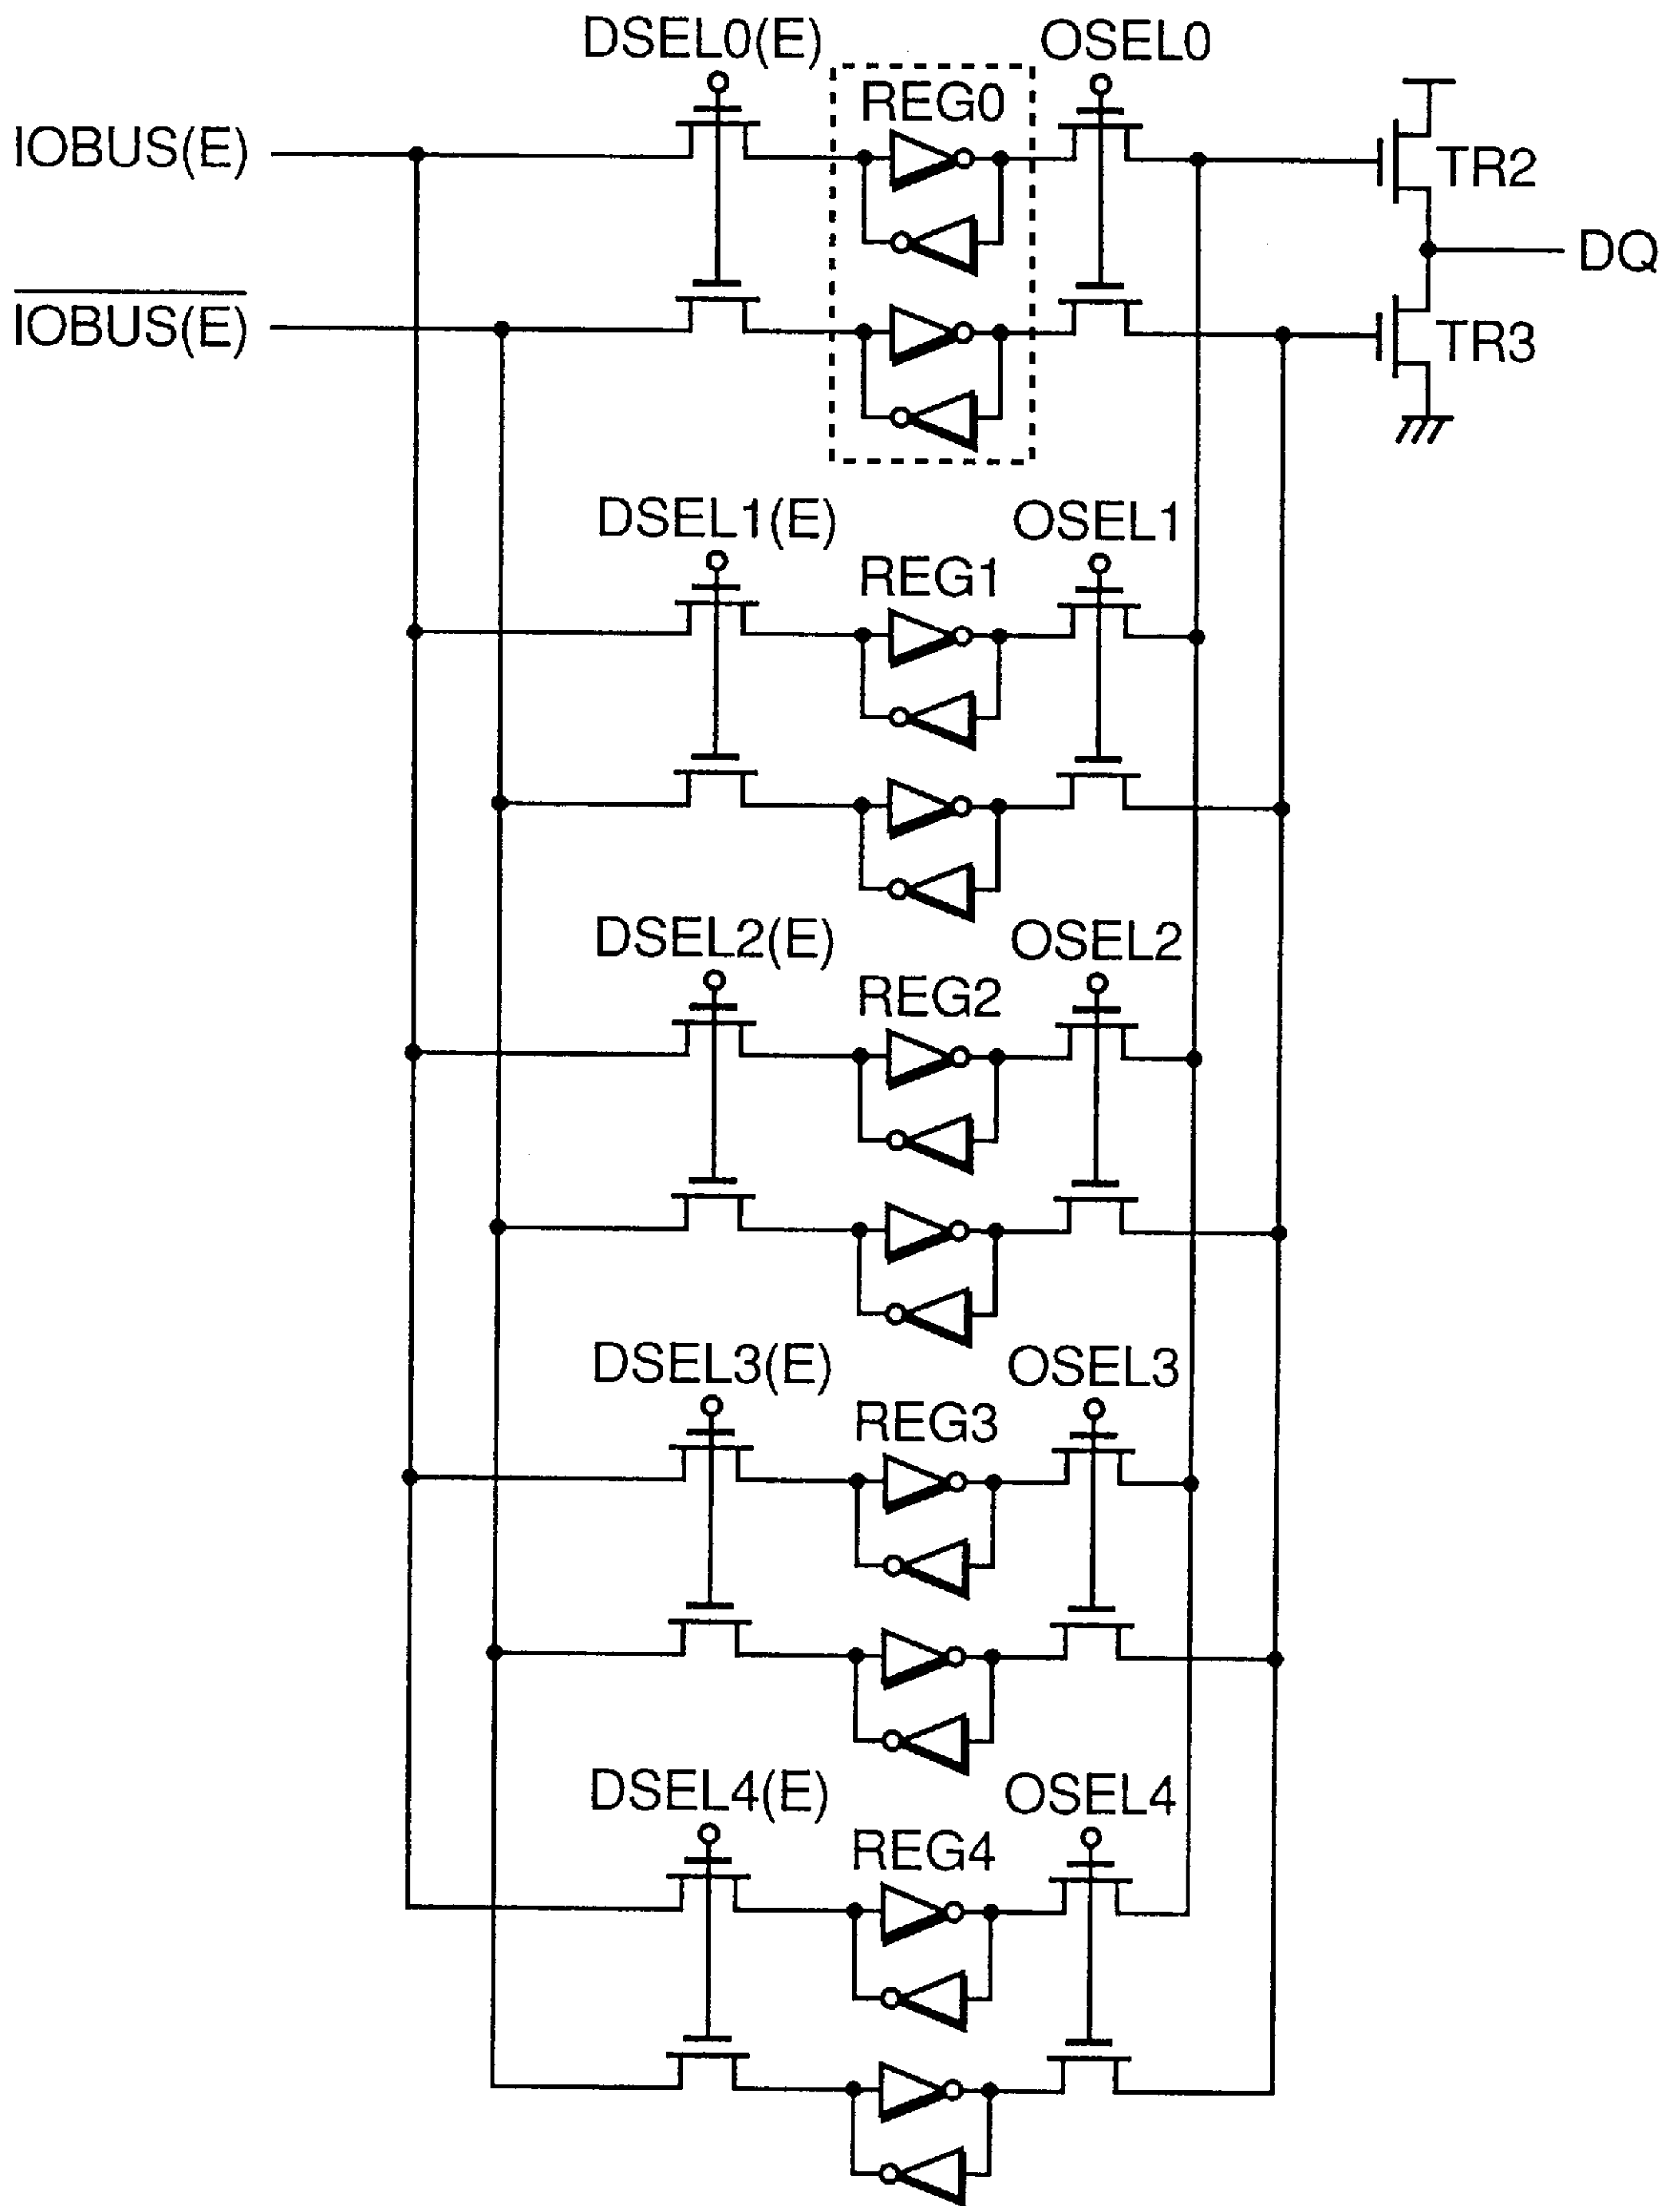 DSEL0(E)
OSEL0
REG0
IOBUS(E)
TR2
DQ
IOBUS(E)
TR3
DSEL1(E)
OSEL1
REG1
DSEL2(E)
OSEL2
REG2
DSEL3(E)
OSEL3
REG3
DSEL4(E)
OSEL4
REG4